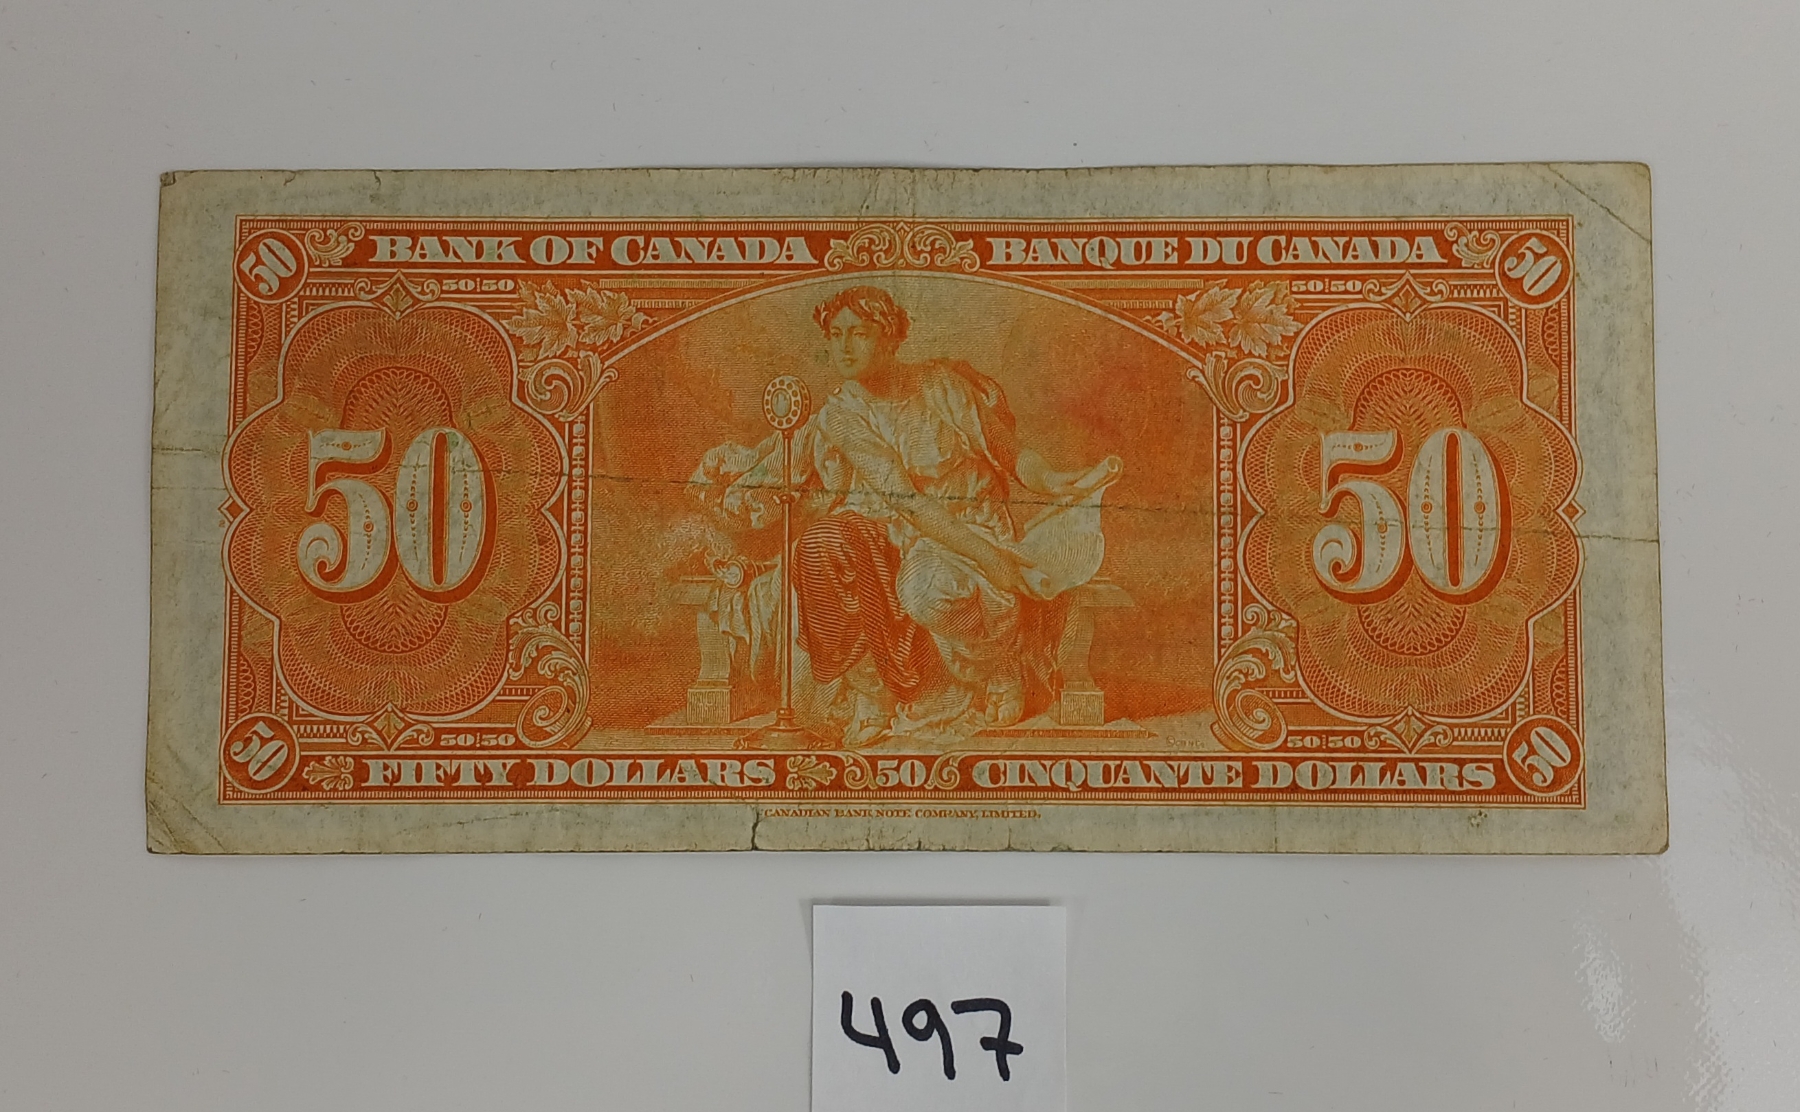 50 BANK OF CANADA BANQUE DU CANADA 50
50 50 50 50
50 50
50 50 50 50
50 FIFTY DOLLARS 50 CINQUANTE DOLLARS 50
CANADIAN BANK NOTE COMPANY, LIMITED.
497